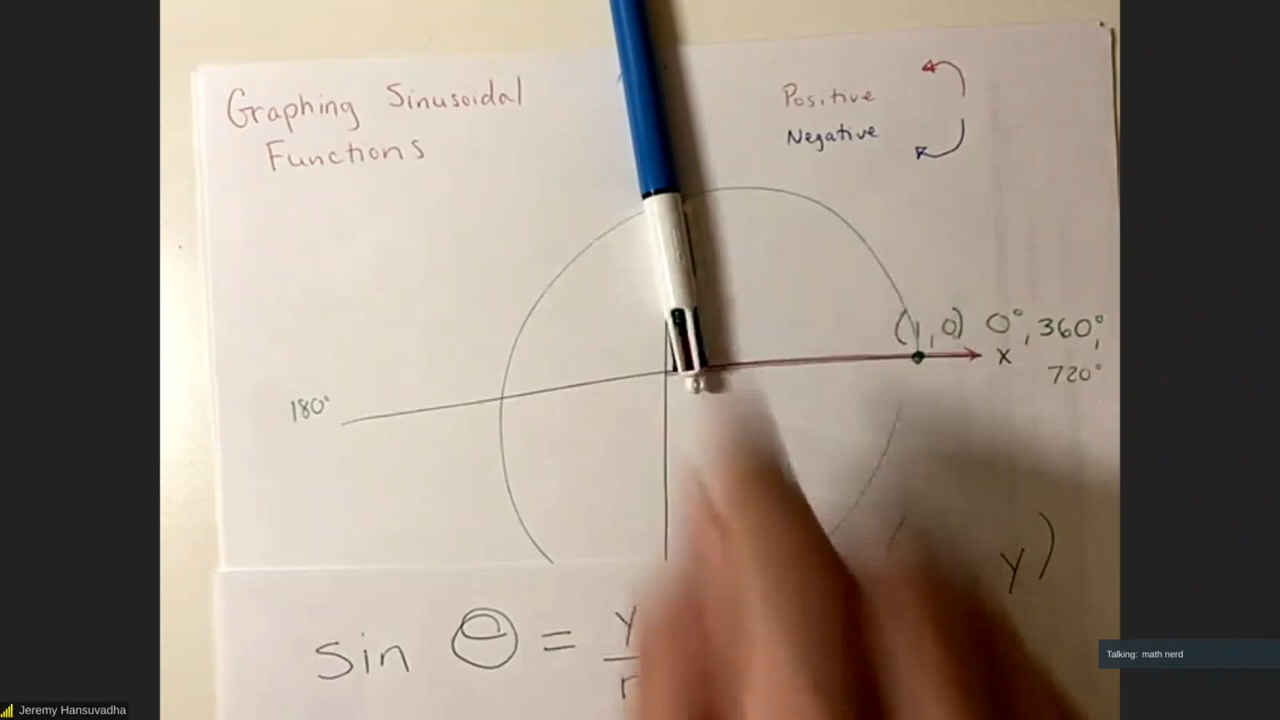 Graphing Sinusoidal
Functions
Positive
Negative
(1,0) 0°, 360°,
x
720°
180°
y)
sin Θ = y
r
Talking: math nerd
Jeremy Hansuvadha